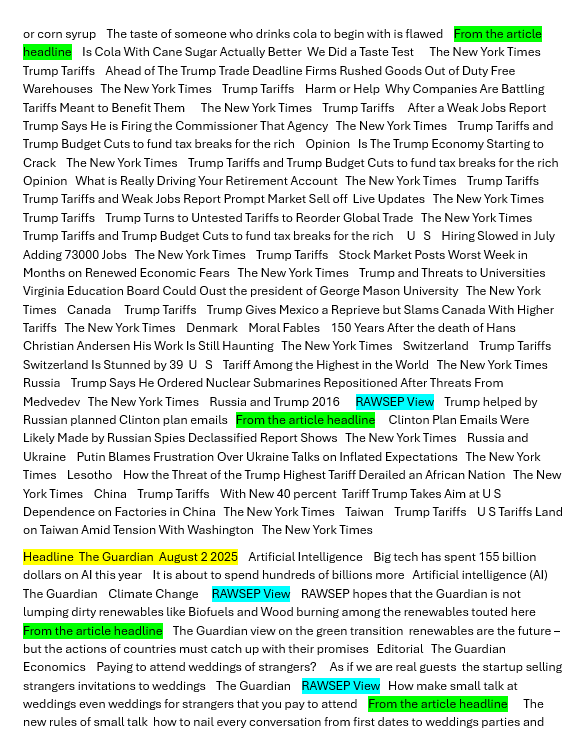 or corn syrup The taste of someone who drinks cola to begin with is flawed From the article
headline Is Cola With Cane Sugar Actually Better We Did a Taste Test The New York Times
Trump Tariffs Ahead of The Trump Trade Deadline Firms Rushed Goods Out of Duty Free
Warehouses The New York Times Trump Tariffs Harm or Help Why Companies Are Battling
Tariffs Meant to Benefit Them The New York Times Trump Tariffs After a Weak Jobs Report
Trump Says He is Firing the Commissioner That Agency The New York Times Trump Tariffs and
Trump Budget Cuts to fund tax breaks for the rich Opinion Is The Trump Economy Starting to
Crack The New York Times Trump Tariffs and Trump Budget Cuts to fund tax breaks for the rich
Opinion What is Really Driving Your Retirement Account The New York Times Trump Tariffs
Trump Tariffs and Weak Jobs Report Prompt Market Sell off Live Updates The New York Times
Trump Tariffs Trump Turns to Untested Tariffs to Reorder Global Trade The New York Times
Trump Tariffs and Trump Budget Cuts to fund tax breaks for the rich U S Hiring Slowed in July
Adding 73000 Jobs The New York Times Trump Tariffs Stock Market Posts Worst Week in
Months on Renewed Economic Fears The New York Times Trump and Threats to Universities
Virginia Education Board Could Oust the president of George Mason University The New York
Times Canada Trump Tariffs Trump Gives Mexico a Reprieve but Slams Canada With Higher
Tariffs The New York Times Denmark Moral Fables 150 Years After the death of Hans
Christian Andersen His Work Is Still Haunting The New York Times Switzerland Trump Tariffs
Switzerland Is Stunned by 39 U S Tariff Among the Highest in the World The New York Times
Russia Trump Says He Ordered Nuclear Submarines Repositioned After Threats From
Medvedev The New York Times Russia and Trump 2016 RAWSEP View Trump helped by
Russian planned Clinton plan emails From the article headline Clinton Plan Emails Were
Likely Made by Russian Spies Declassified Report Shows The New York Times Russia and
Ukraine Putin Blames Frustration Over Ukraine Talks on Inflated Expectations The New York
Times Lesotho How the Threat of the Trump Highest Tariff Derailed an African Nation The New
York Times China Trump Tariffs With New 40 percent Tariff Trump Takes Aim at U S
Dependence on Factories in China The New York Times Taiwan Trump Tariffs U S Tariffs Land
on Taiwan Amid Tension With Washington The New York Times
Headline The Guardian August 2 2025 Artificial Intelligence Big tech has spent 155 billion
dollars on AI this year It is about to spend hundreds of billions more Artificial intelligence (AI)
The Guardian Climate Change RAWSEP View RAWSEP hopes that the Guardian is not
lumping dirty renewables like Biofuels and Wood burning among the renewables touted here
From the article headline The Guardian view on the green transition renewables are the future –
but the actions of countries must catch up with their promises Editorial The Guardian
Economics Paying to attend weddings of strangers? As if we are real guests the startup selling
strangers invitations to weddings The Guardian RAWSEP View How make small talk at
weddings even weddings for strangers that you pay to attend From the article headline The
new rules of small talk how to nail every conversation from first dates to weddings parties and